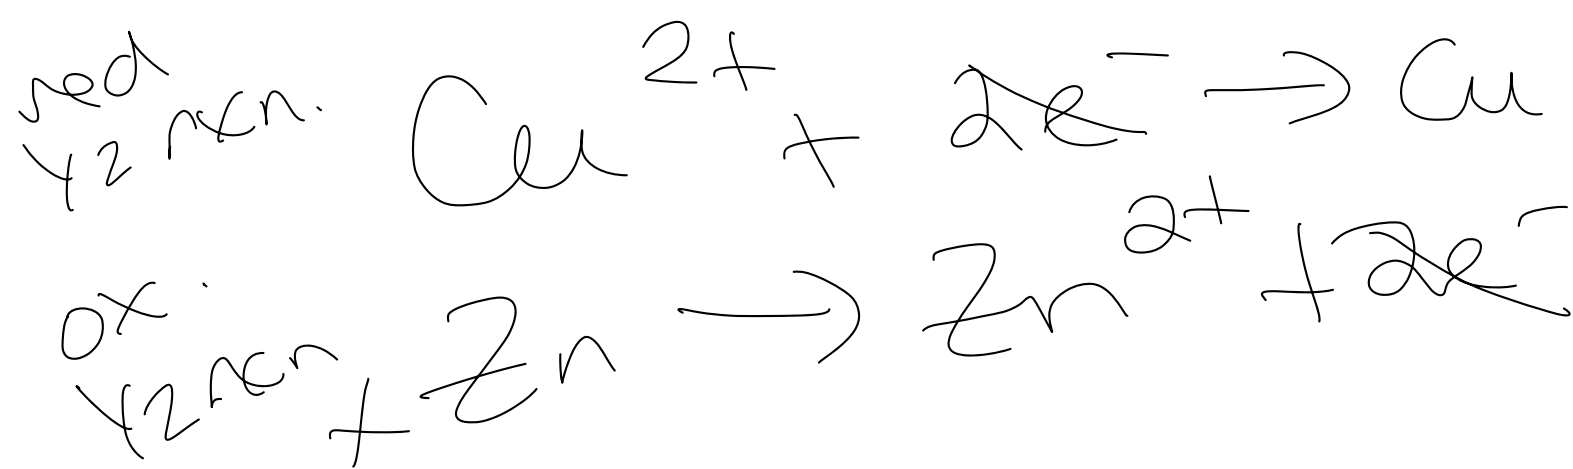 red ½ rxn. Cu²⁺ + 2e⁻ → Cu
ox. ½ rxn + Zn → Zn²⁺ + 2e⁻